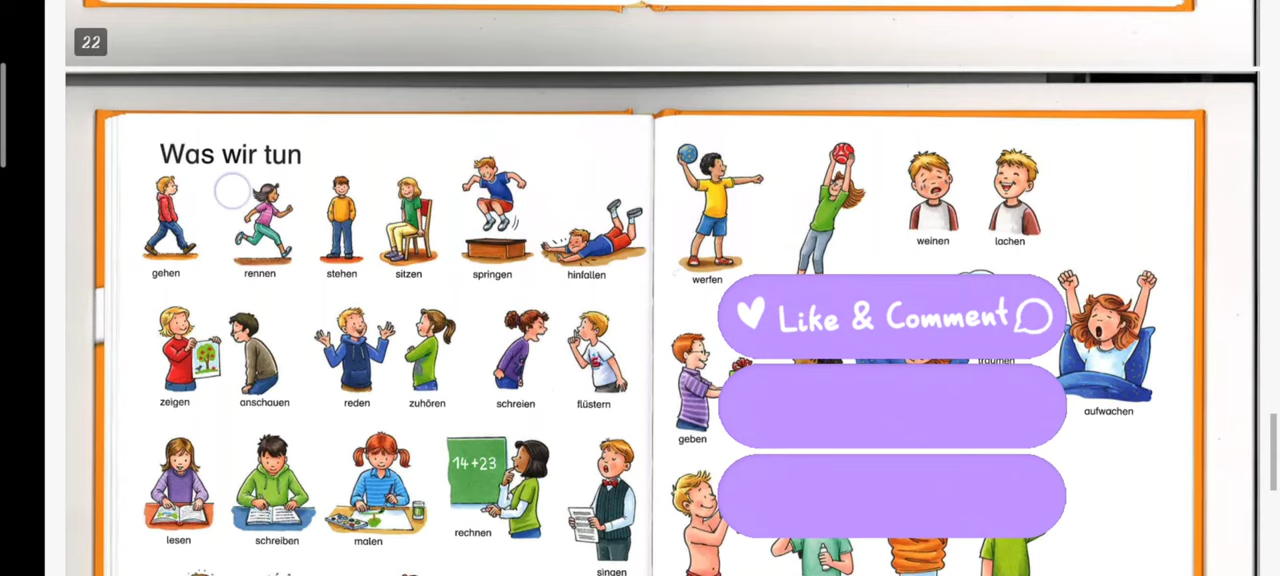 22
Was wir tun
gehen rennen stehen sitzen springen hinfallen
zeigen anschauen reden zuhören schreien flüstern
14+23
lesen schreiben malen rechnen
singen
weinen lachen
werfen
Like & Comment
träumen
aufwachen
geben